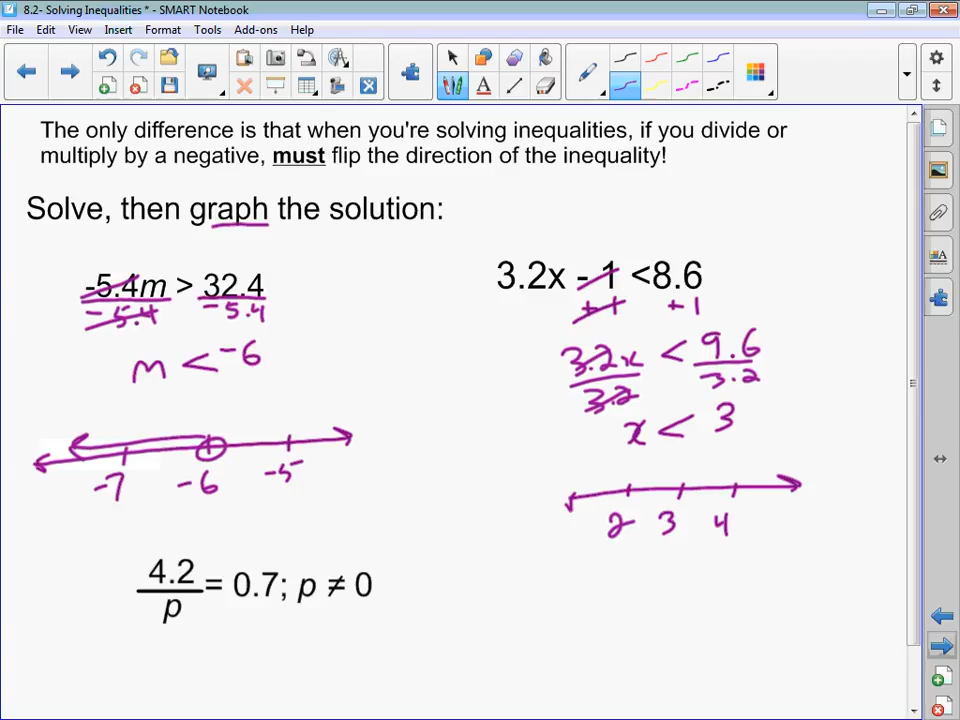 8.2- Solving Inequalities * - SMART Notebook
File Edit View Insert Format Tools Add-ons Help
The only difference is that when you're solving inequalities, if you divide or
multiply by a negative, must flip the direction of the inequality!
Solve, then graph the solution:
-5.4m > 32.4
-5.4 -5.4
m < -6
-7 -6 -5
3.2x - 1 <8.6
+1 +1
3.2x < 9.6
3.2 3.2
x < 3
2 3 4
4.2
p
= 0.7; p ≠ 0